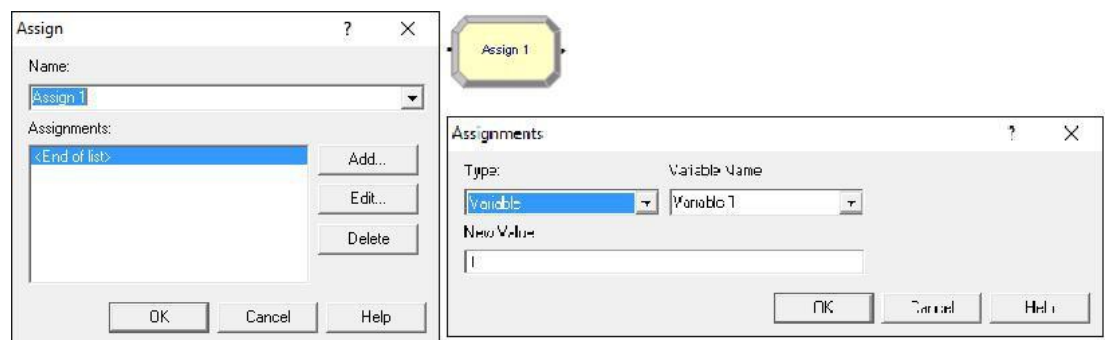 Assign ? X
Name:
Assign 1
Assignments:
<End of list>
Add...
Edit...
Delete
OK Cancel Help
Assign 1
Assignments ? X
Type: Variable Name
Variable Variable 1
New Value
1
OK Cancel Help